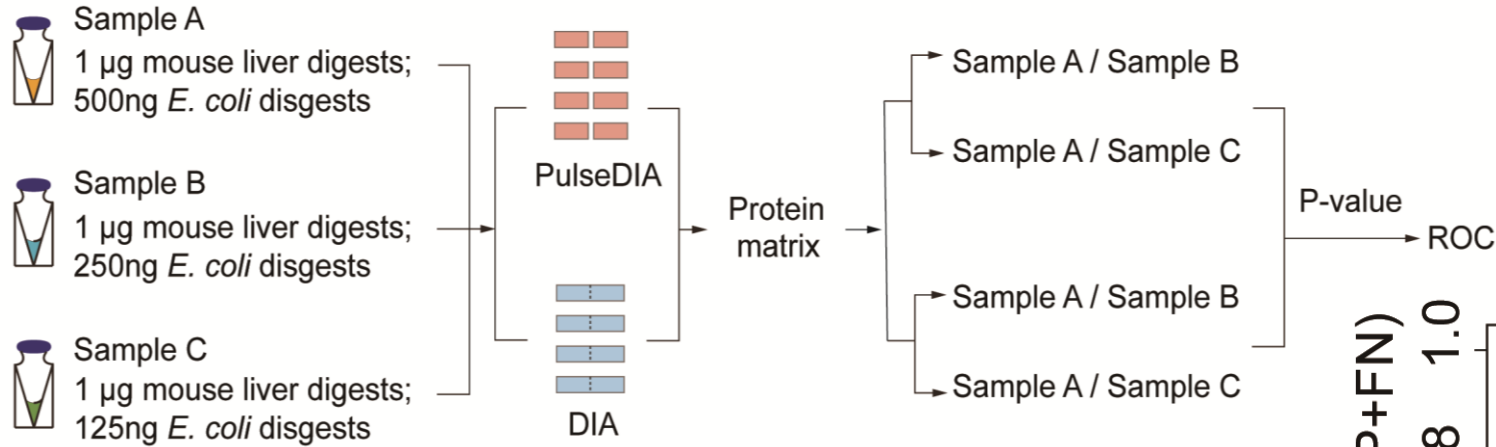 Sample A
1 µg mouse liver digests;
500ng E. coli disgests
Sample B
1 µg mouse liver digests;
250ng E. coli disgests
Sample C
1 µg mouse liver digests;
125ng E. coli disgests
PulseDIA
DIA
Protein
matrix
Sample A / Sample B
Sample A / Sample C
Sample A / Sample B
Sample A / Sample C
P-value
ROC
P+FN)
1.0
8